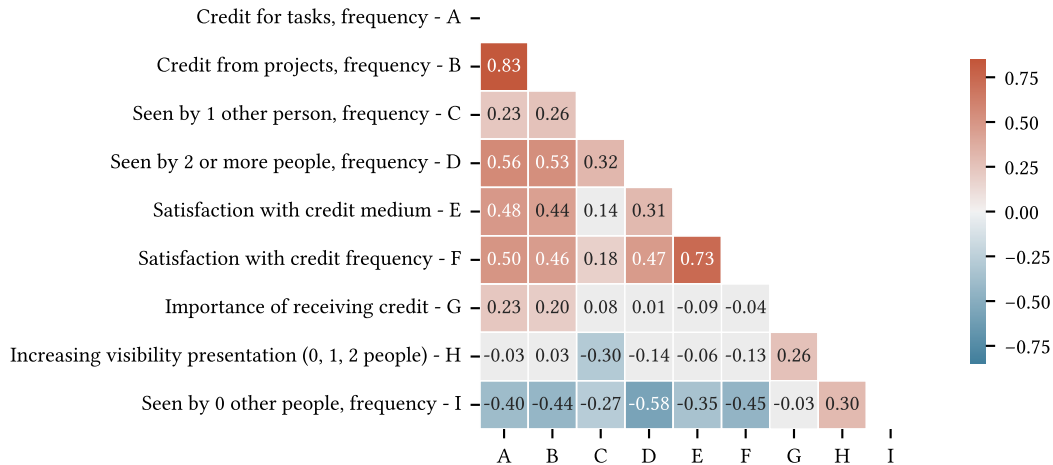 Credit for tasks, frequency - A
Credit from projects, frequency - B 0.83
Seen by 1 other person, frequency - C 0.23 0.26
Seen by 2 or more people, frequency - D 0.56 0.53 0.32
Satisfaction with credit medium - E 0.48 0.44 0.14 0.31
Satisfaction with credit frequency - F 0.50 0.46 0.18 0.47 0.73
Importance of receiving credit - G 0.23 0.20 0.08 0.01 -0.09 -0.04
Increasing visibility presentation (0, 1, 2 people) - H -0.03 0.03 -0.30 -0.14 -0.06 -0.13 0.26
Seen by 0 other people, frequency - I -0.40 -0.44 -0.27 -0.58 -0.35 -0.45 -0.03 0.30
A B C D E F G H I
0.75
0.50
0.25
0.00
−0.25
−0.50
−0.75